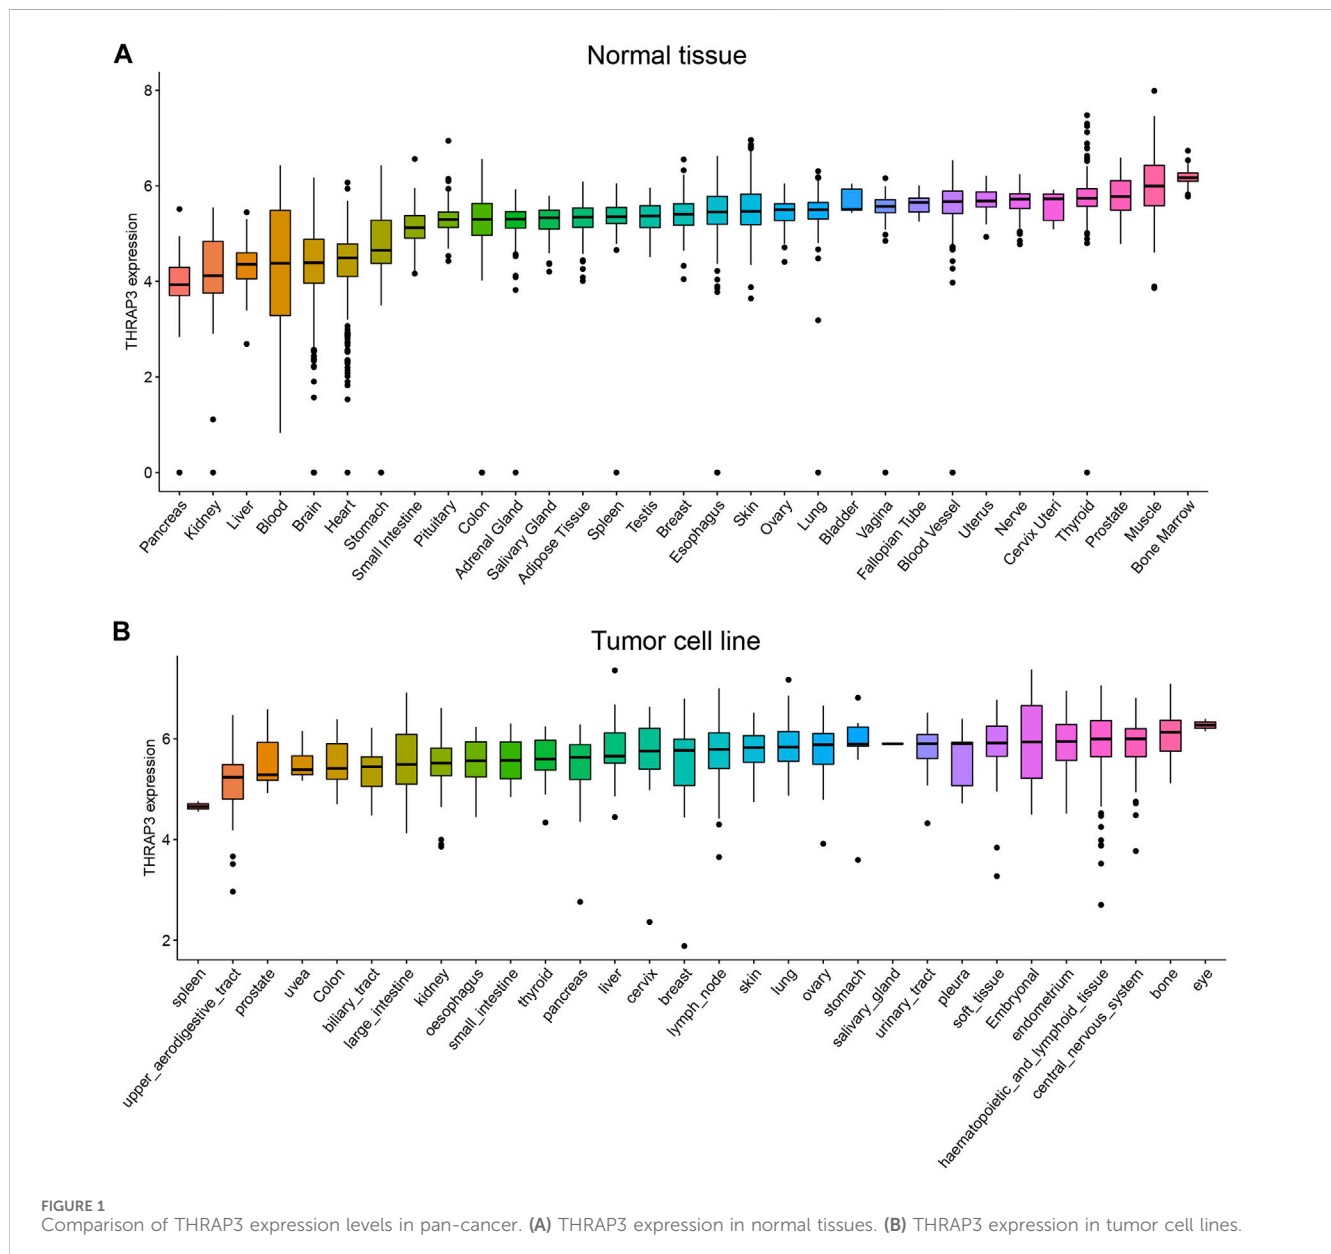 A
Normal tissue
THRAP3 expression
8
6
4
2
0
Pancreas
Kidney
Liver
Blood
Brain
Heart
Stomach
Small Intestine
Pituitary
Colon
Adrenal Gland
Salivary Gland
Adipose Tissue
Spleen
Testis
Breast
Esophagus
Skin
Ovary
Lung
Bladder
Vagina
Fallopian Tube
Blood Vessel
Uterus
Nerve
Cervix Uteri
Thyroid
Prostate
Muscle
Bone Marrow
B
Tumor cell line
THRAP3 expression
6
4
2
spleen
upper_aerodigestive_tract
prostate
uvea
Colon
biliary_tract
large_intestine
kidney
oesophagus
small_intestine
thyroid
pancreas
liver
cervix
breast
lymph_node
skin
lung
ovary
stomach
salivary_gland
urinary_tract
pleura
soft_tissue
Embryonal
endometrium
haematopoietic_and_lymphoid_tissue
central_nervous_system
bone
eye
FIGURE 1
Comparison of THRAP3 expression levels in pan-cancer. (A) THRAP3 expression in normal tissues. (B) THRAP3 expression in tumor cell lines.